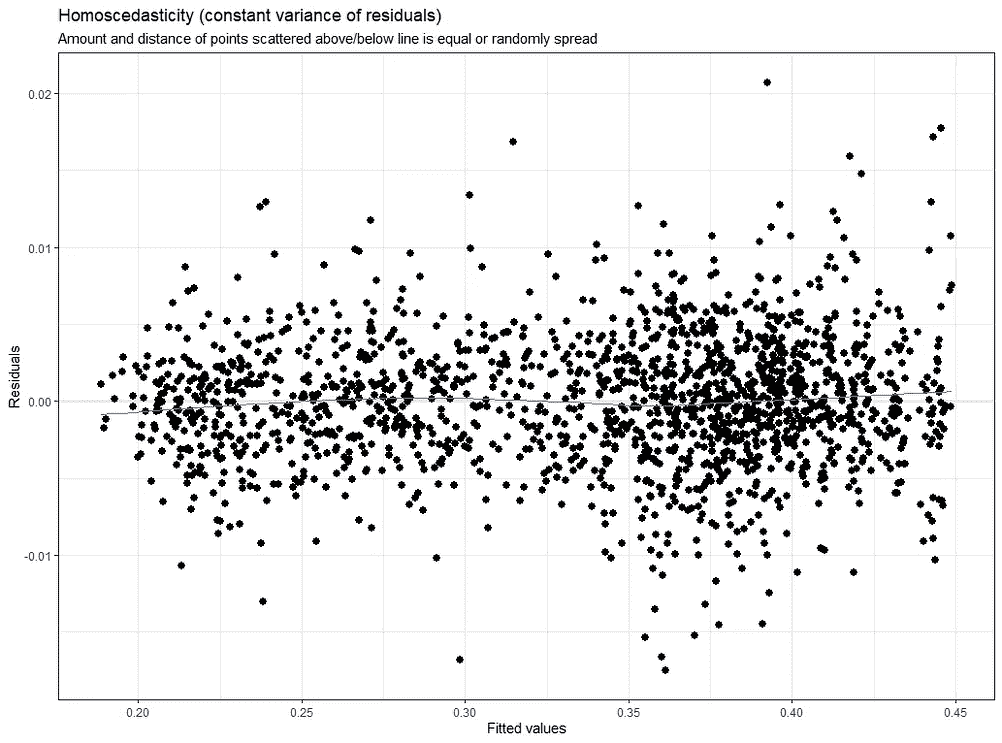 Homoscedasticity (constant variance of residuals)
Amount and distance of points scattered above/below line is equal or randomly spread
0.02
0.01
0.00
-0.01
Residuals
0.20 0.25 0.30 0.35 0.40 0.45
Fitted values